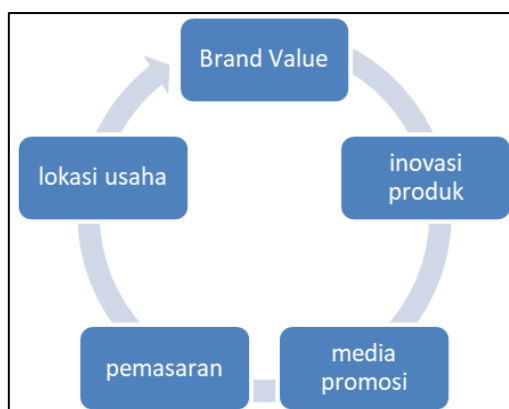 Brand Value
inovasi
produk
media
promosi
pemasaran
lokasi usaha